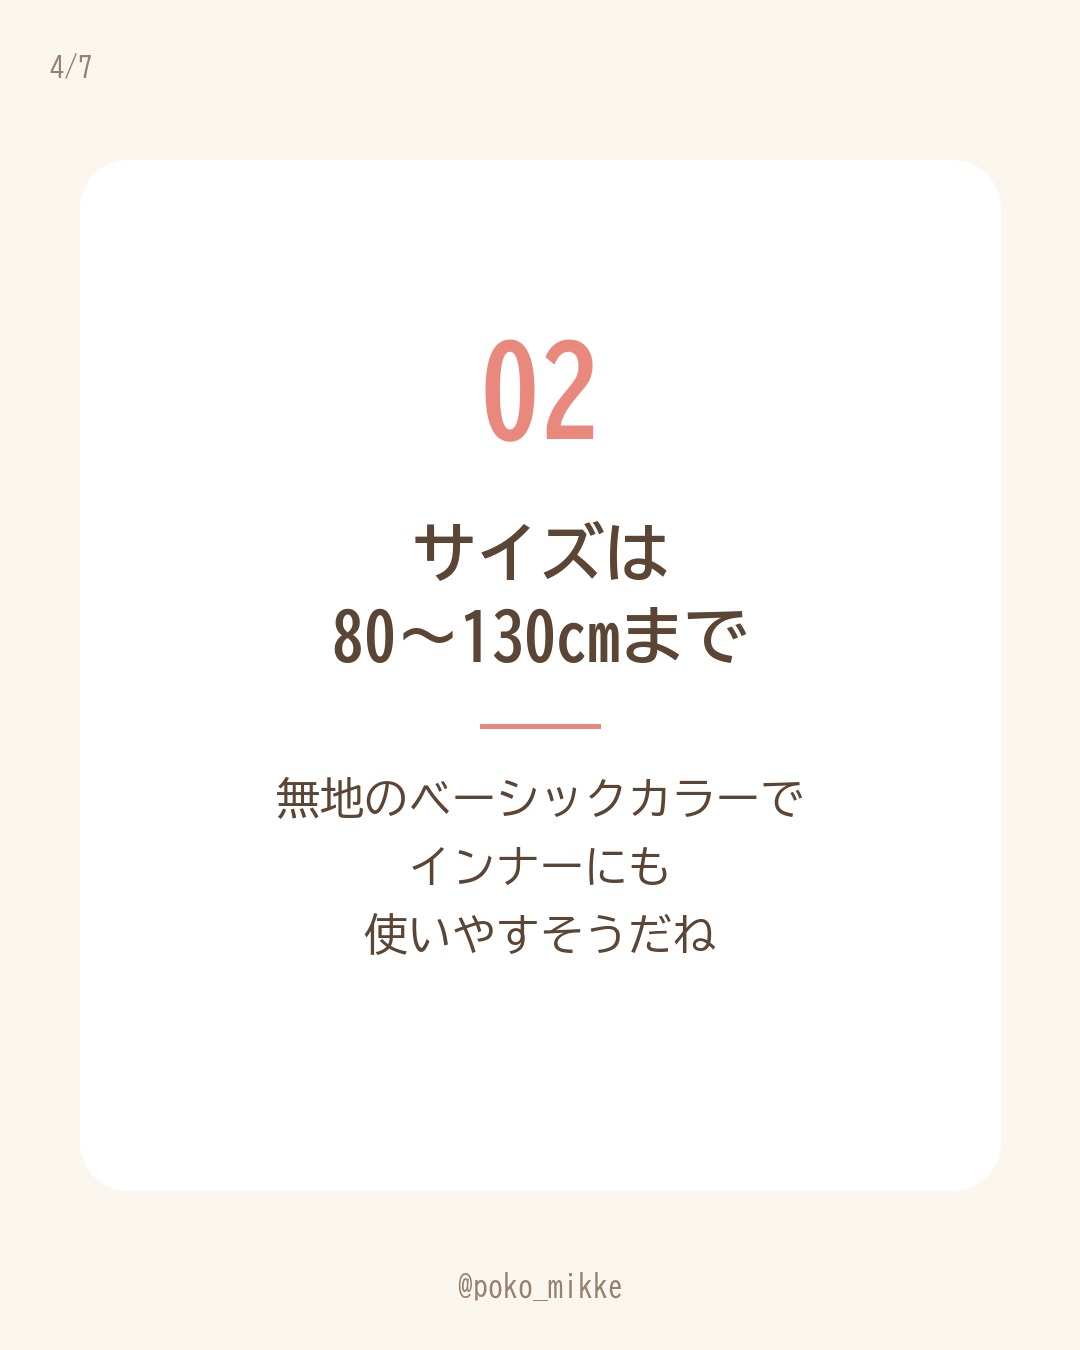 4/7
02
サイズは
80〜130cmまで
無地のベーシックカラーで
インナーにも
使いやすそうだね
@poko_mikke